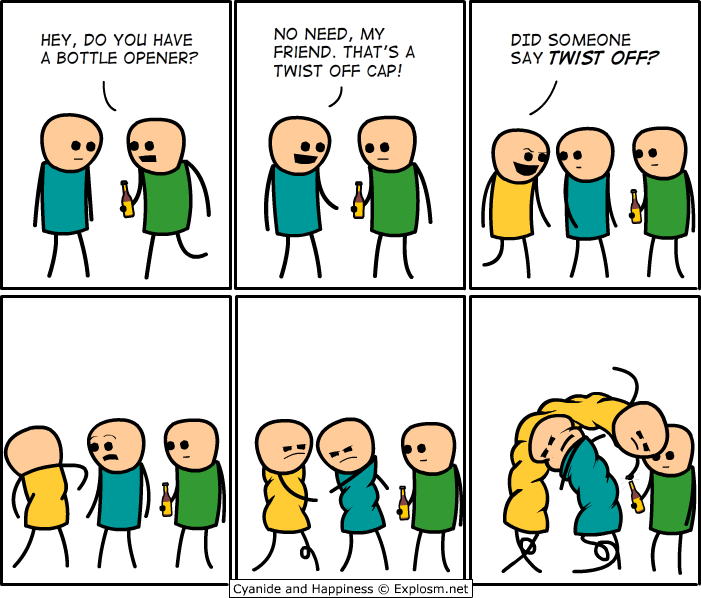 HEY, DO YOU HAVE
A BOTTLE OPENER?
NO NEED, MY
FRIEND. THAT'S A
TWIST OFF CAP!
DID SOMEONE
SAY TWIST OFF?
Cyanide and Happiness © Explosm.net